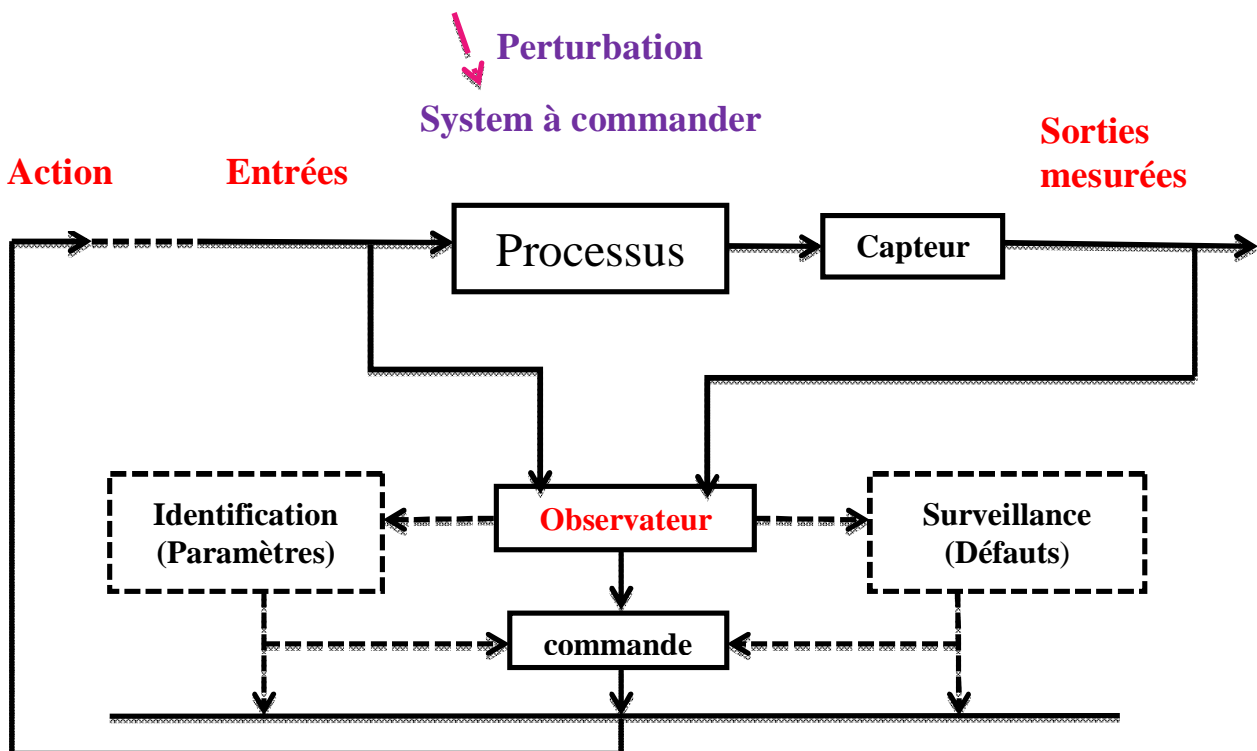 Perturbation
System à commander
Sorties
mesurées
Action
Entrées
Processus
Capteur
Identification
(Paramètres)
Observateur
Surveillance
(Défauts)
commande